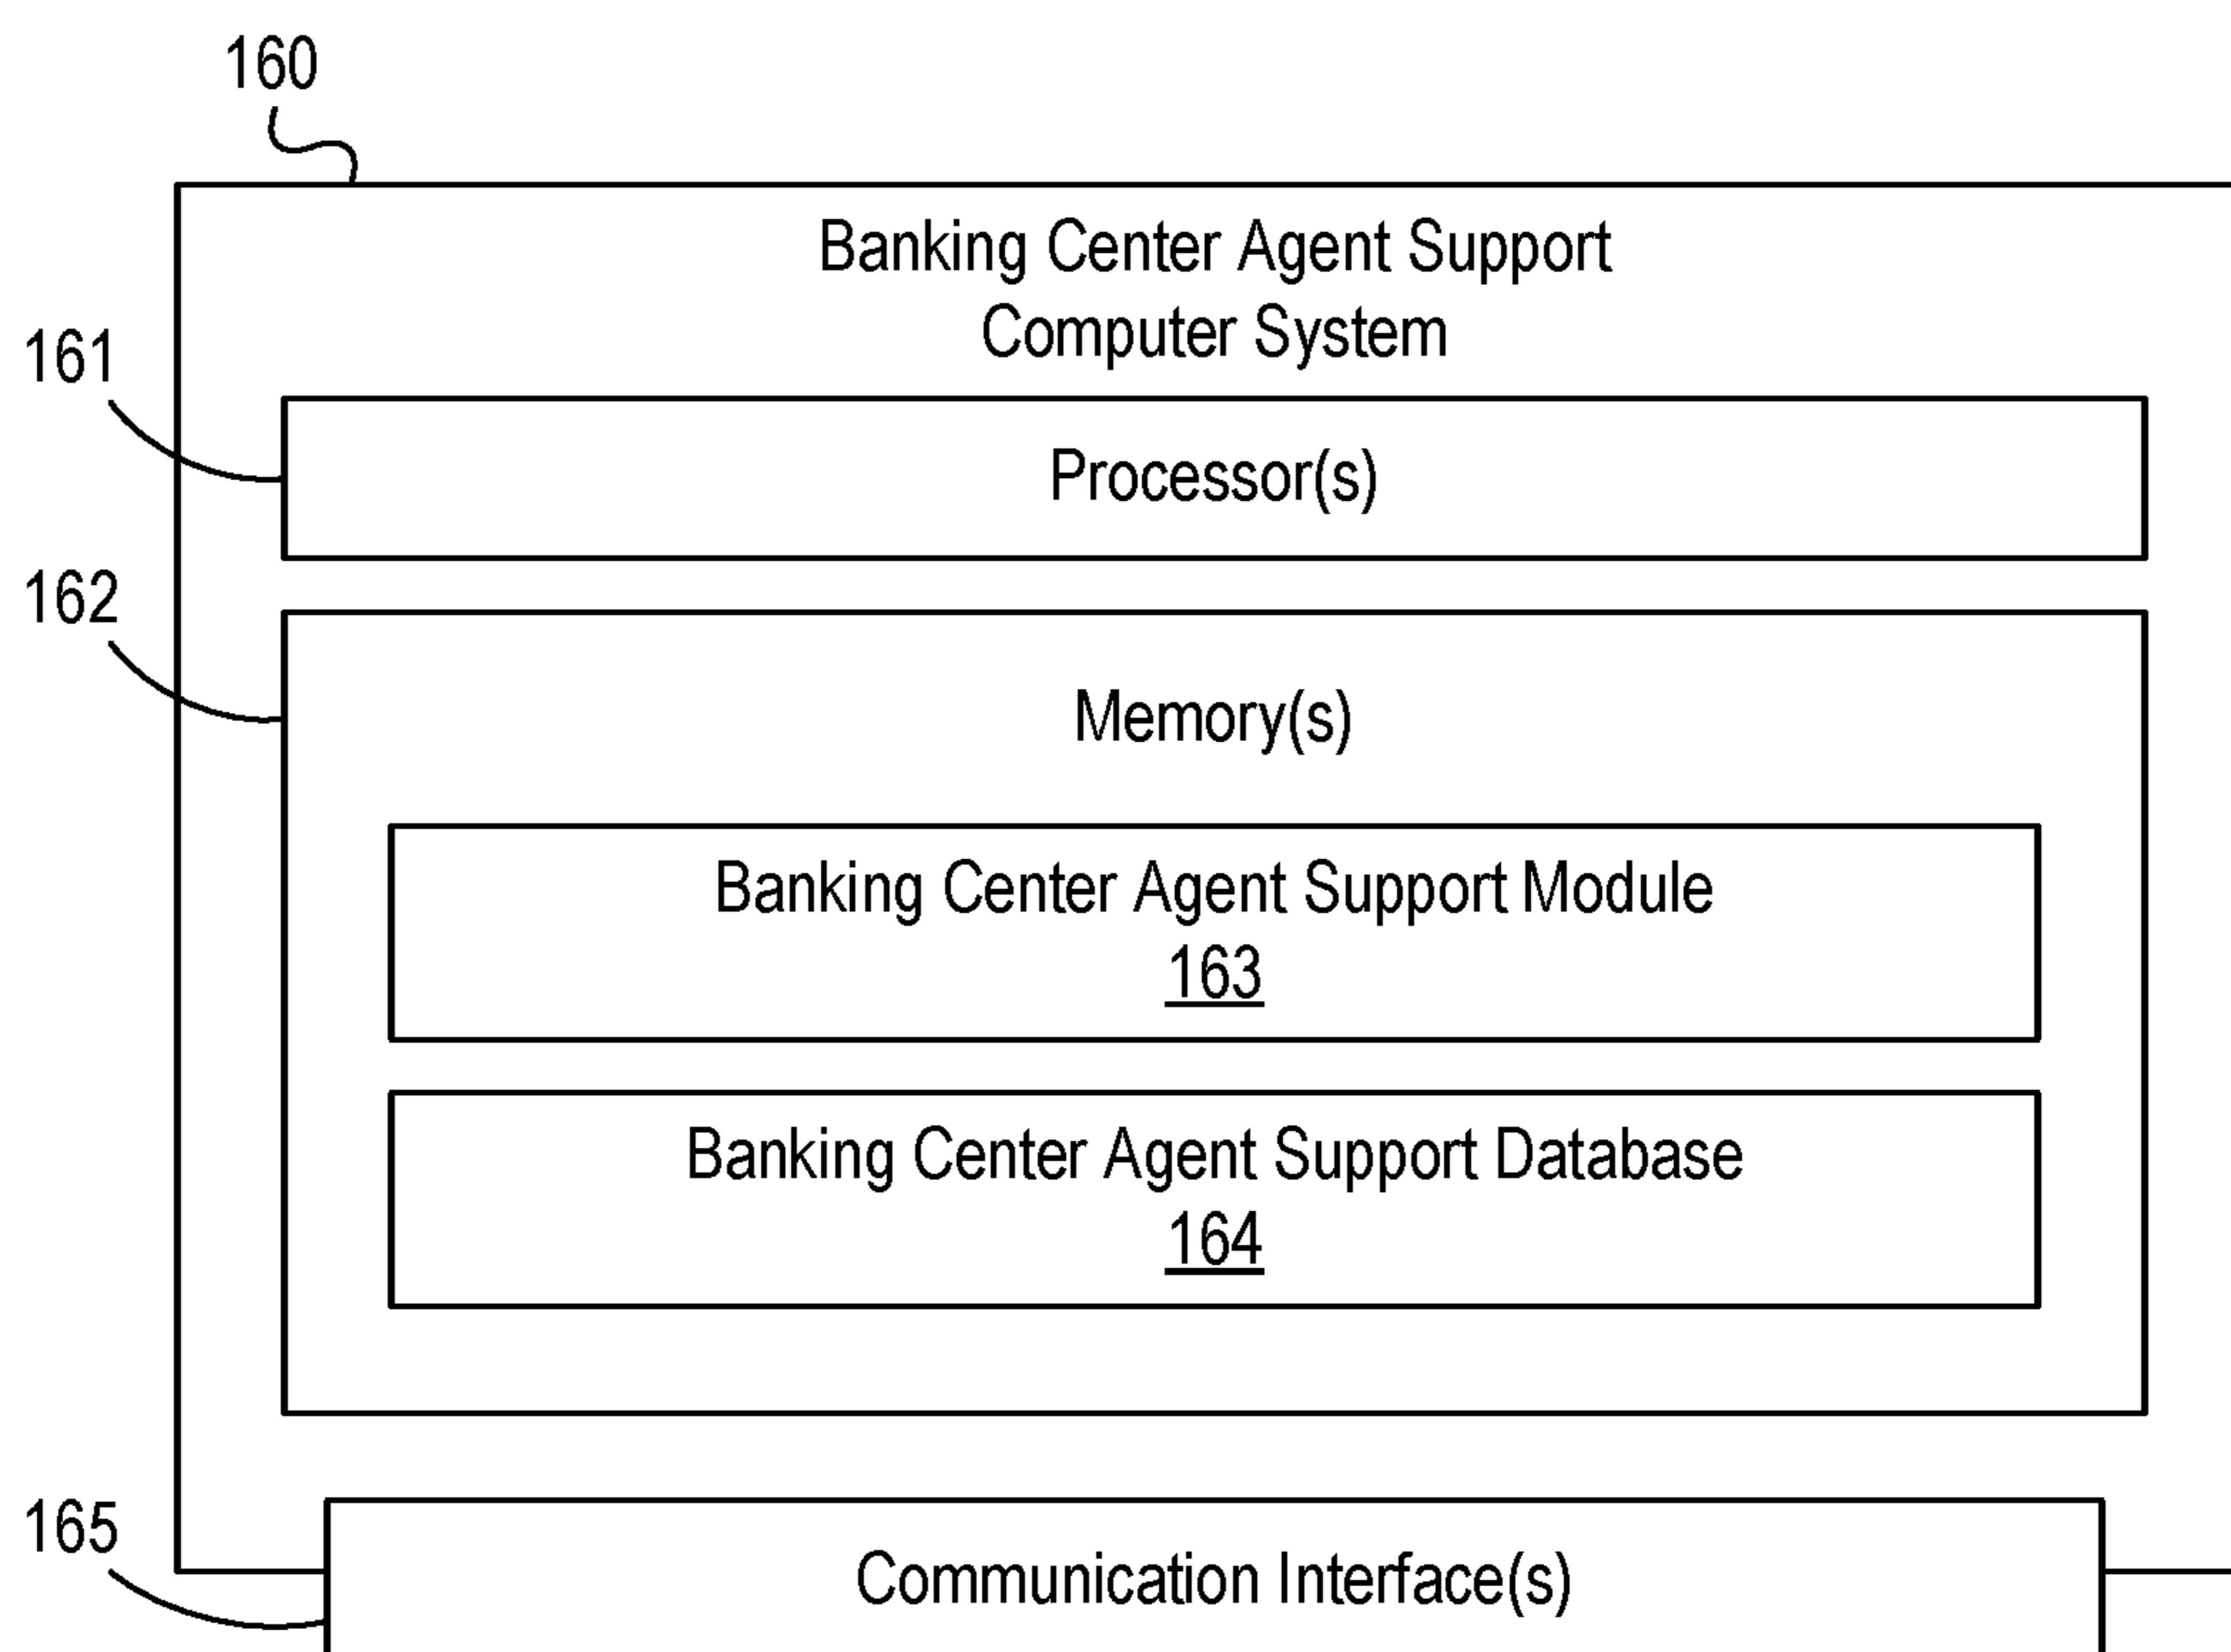 160
Banking Center Agent Support
Computer System
161
Processor(s)
162
Memory(s)
Banking Center Agent Support Module
163
Banking Center Agent Support Database
164
165
Communication Interface(s)